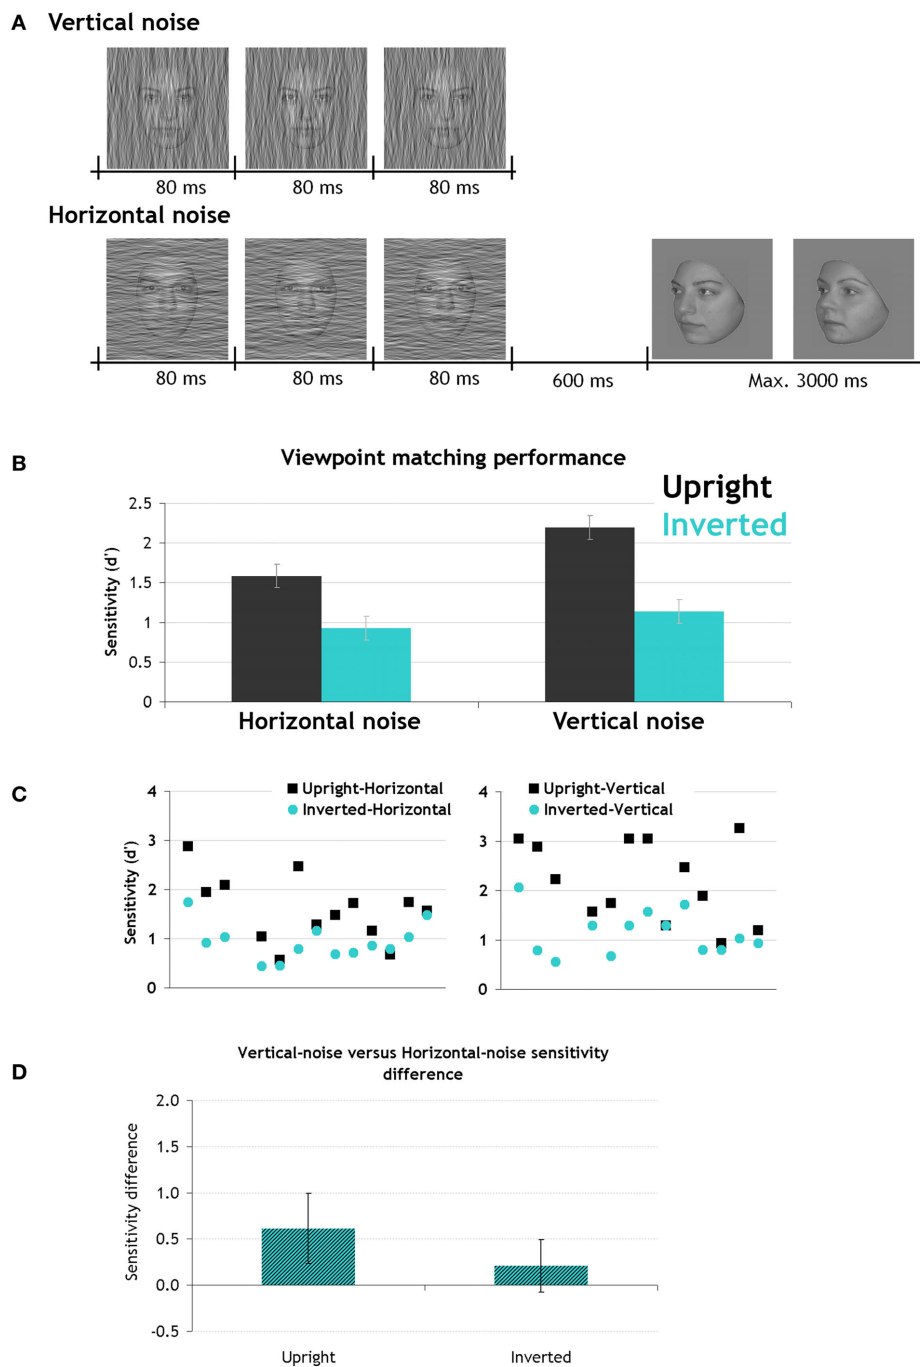 A Vertical noise
80 ms 80 ms 80 ms
Horizontal noise
80 ms 80 ms 80 ms 600 ms Max. 3000 ms
B
Viewpoint matching performance
Upright
Inverted
Sensitivity (d')
2.5
2
1.5
1
0.5
0
Horizontal noise Vertical noise
C
Sensitivity (d')
4
3
2
1
0
Upright-Horizontal
Inverted-Horizontal
4
3
2
1
0
Upright-Vertical
Inverted-Vertical
D
Vertical-noise versus Horizontal-noise sensitivity
difference
Sensitivity difference
2.0
1.5
1.0
0.5
0.0
-0.5
Upright Inverted